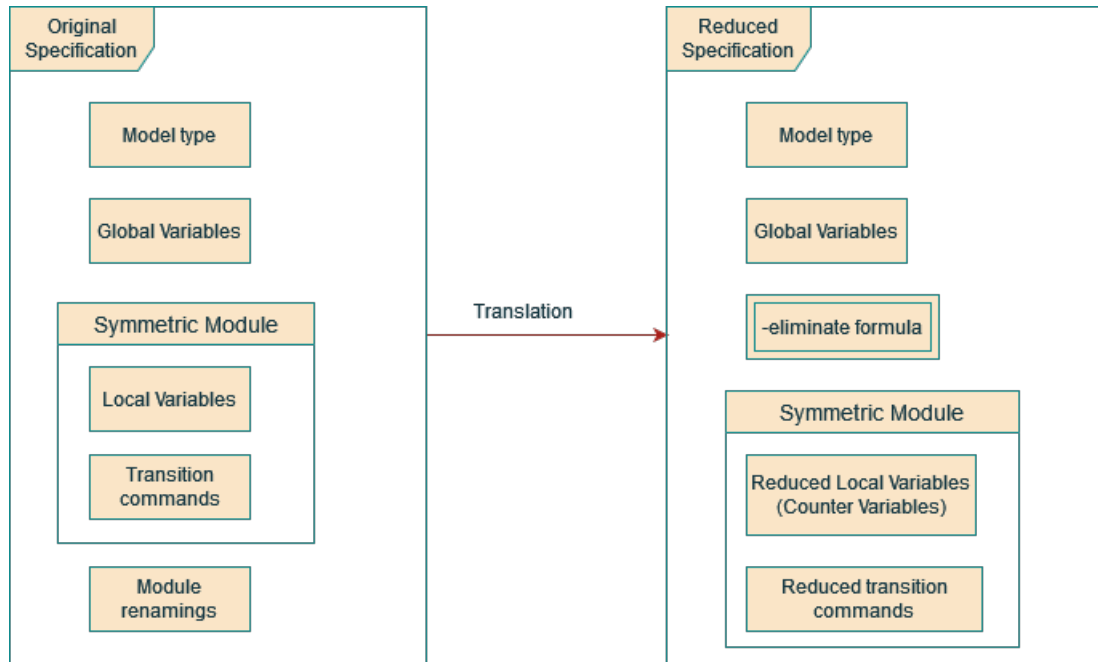 Original
Specification
Model type
Global Variables
Symmetric Module
Local Variables
Transition
commands
Module
renamings
Translation
Reduced
Specification
Model type
Global Variables
-eliminate formula
Symmetric Module
Reduced Local Variables
(Counter Variables)
Reduced transition
commands